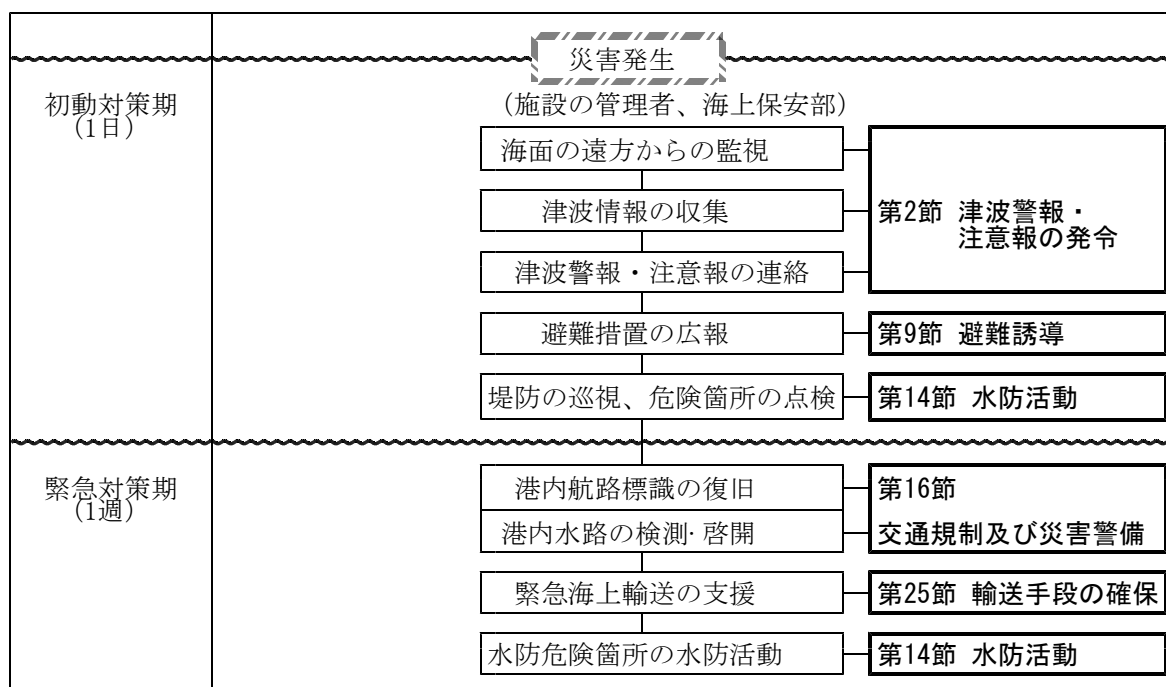 災害発生
初動対策期
(1日)
(施設の管理者、海上保安部)
海面の遠方からの監視
津波情報の収集
第2節 津波警報・
注意報の発令
津波警報・注意報の連絡
避難措置の広報
第9節 避難誘導
堤防の巡視、危険箇所の点検
第14節 水防活動
緊急対策期
(1週)
港内航路標識の復旧
第16節
港内水路の検測・啓開
交通規制及び災害警備
緊急海上輸送の支援
第25節 輸送手段の確保
水防危険箇所の水防活動
第14節 水防活動